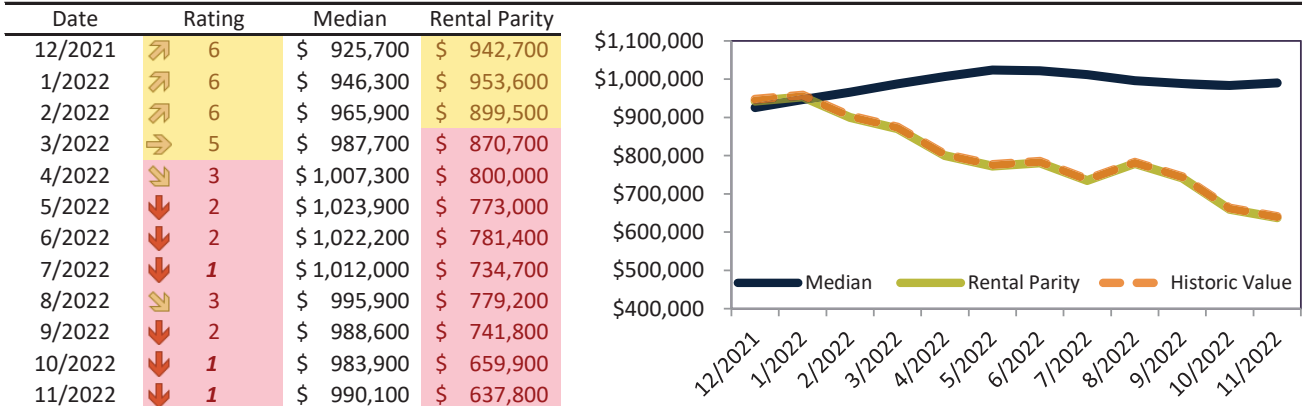 Date Rating Median Rental Parity
12/2021 6 $ 925,700 $ 942,700
1/2022 6 $ 946,300 $ 953,600
2/2022 6 $ 965,900 $ 899,500
3/2022 5 $ 987,700 $ 870,700
4/2022 3 $ 1,007,300 $ 800,000
5/2022 2 $ 1,023,900 $ 773,000
6/2022 2 $ 1,022,200 $ 781,400
7/2022 1 $ 1,012,000 $ 734,700
8/2022 3 $ 995,900 $ 779,200
9/2022 2 $ 988,600 $ 741,800
10/2022 1 $ 983,900 $ 659,900
11/2022 1 $ 990,100 $ 637,800
$1,100,000
$1,000,000
$900,000
$800,000
$700,000
$600,000
$500,000
$400,000
Median Rental Parity Historic Value
12/2021 1/2022 2/2022 3/2022 4/2022 5/2022 6/2022 7/2022 8/2022 9/2022 10/2022 11/2022